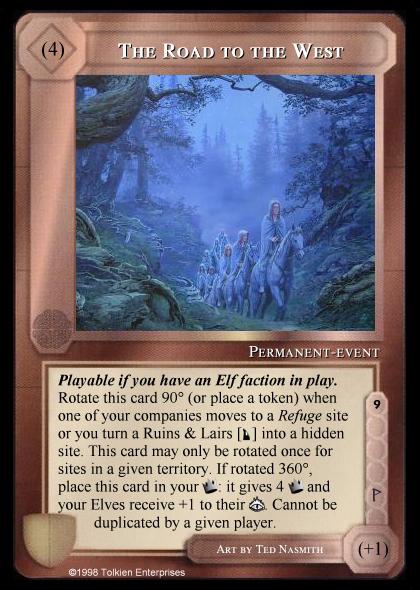 (4)
The Road to the West
Permanent-event
Playable if you have an Elf faction in play.
Rotate this card 90° (or place a token) when
one of your companies moves to a Refuge site
or you turn a Ruins & Lairs [ ] into a hidden
site. This card may only be rotated once for
sites in a given territory. If rotated 360°,
place this card in your : it gives 4 and
your Elves receive +1 to their . Cannot be
duplicated by a given player.
9
ᚹ
Art by Ted Nasmith
(+1)
©1998 Tolkien Enterprises